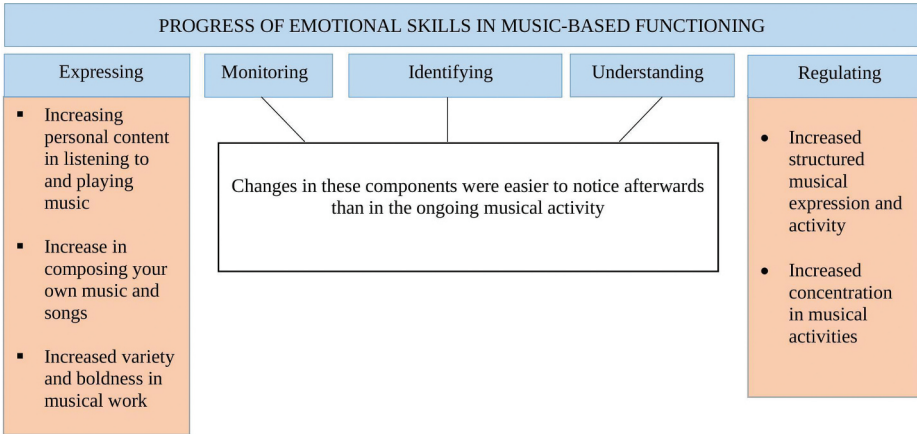 PROGRESS OF EMOTIONAL SKILLS IN MUSIC-BASED FUNCTIONING
Expressing
Monitoring
Identifying
Understanding
Regulating
▪ Increasing
personal content
in listening to
and playing
music
▪ Increase in
composing your
own music and
songs
▪ Increased variety
and boldness in
musical work
Changes in these components were easier to notice afterwards
than in the ongoing musical activity
● Increased
structured
musical
expression and
activity
● Increased
concentration
in musical
activities